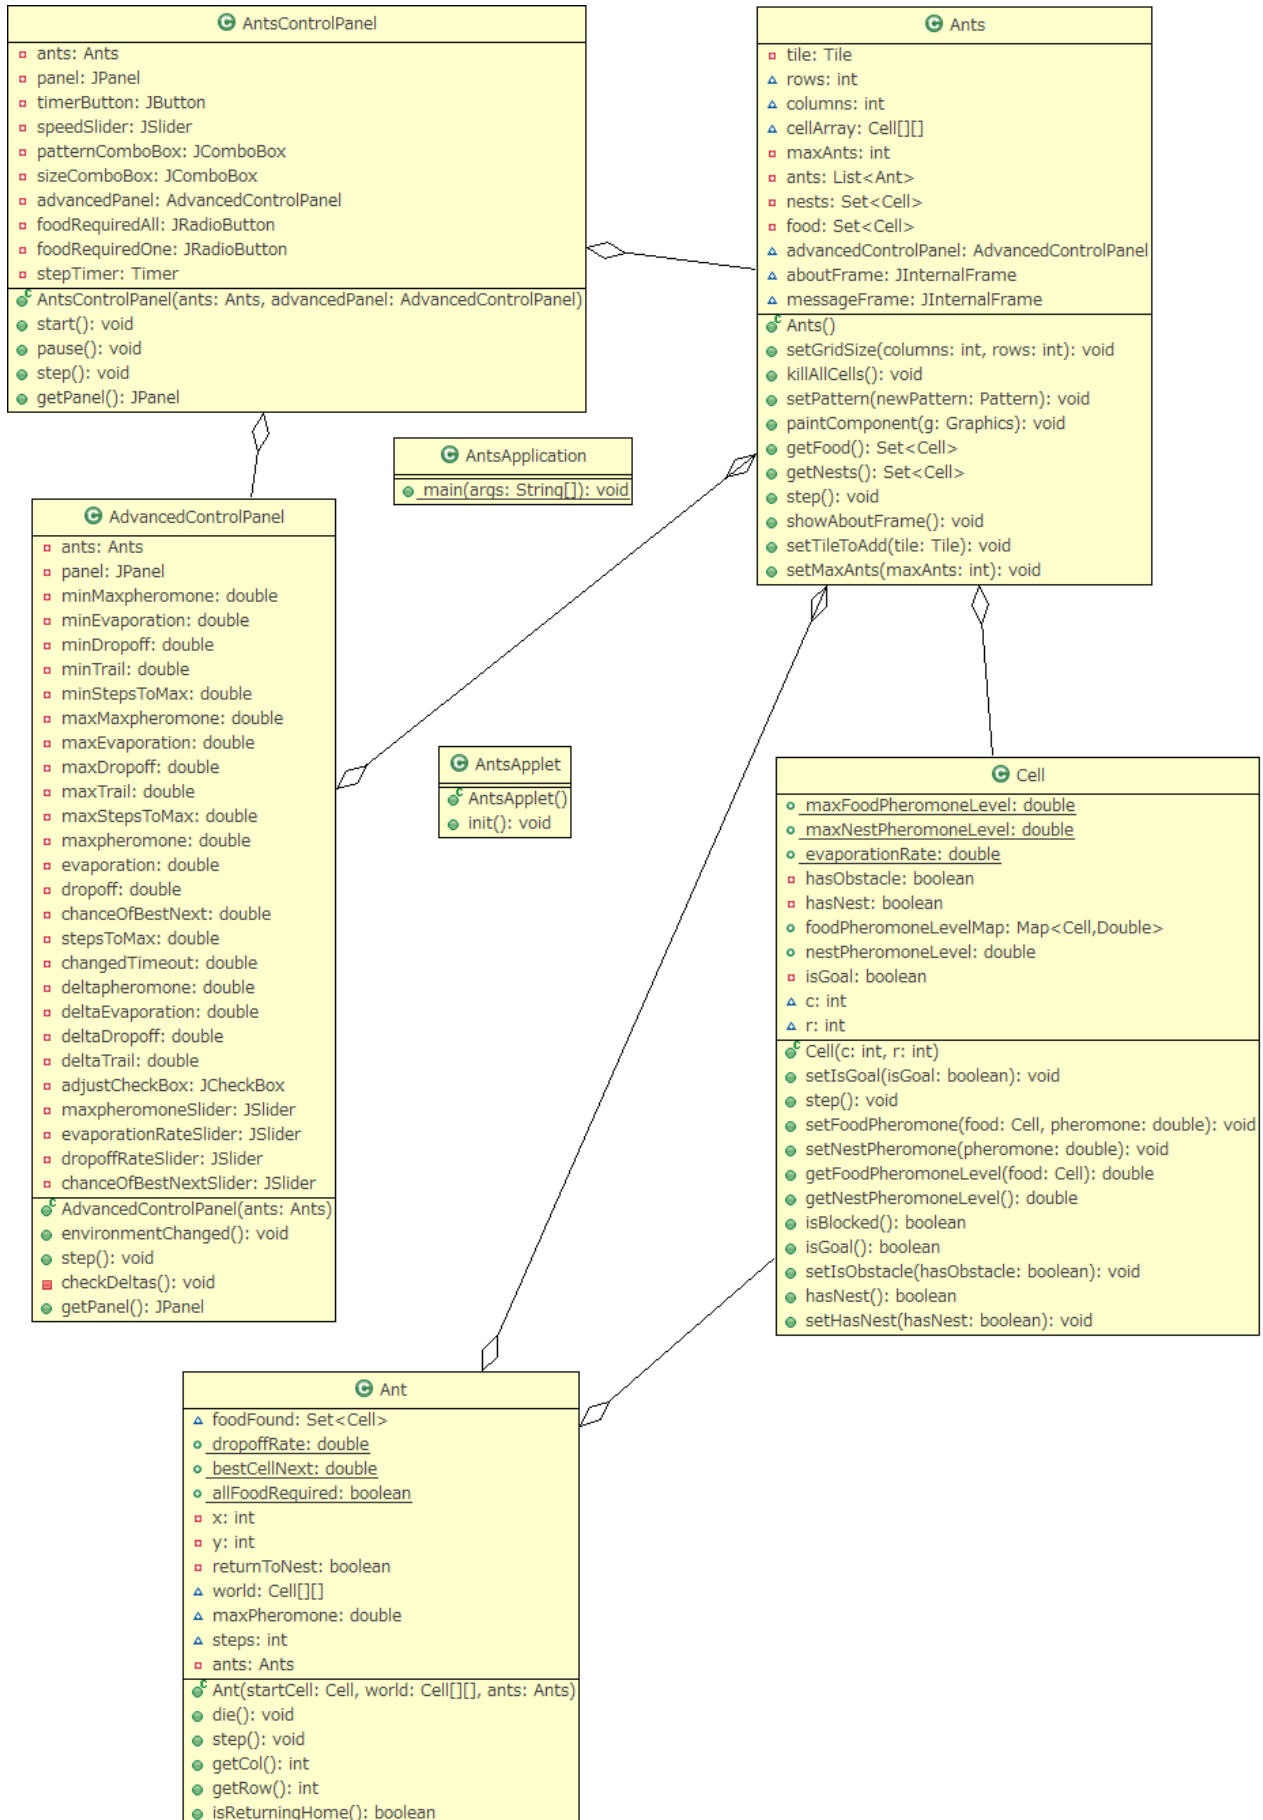 AntsControlPanel
ants: Ants
panel: JPanel
timerButton: JButton
speedSlider: JSlider
patternComboBox: JComboBox
sizeComboBox: JComboBox
advancedPanel: AdvancedControlPanel
foodRequiredAll: JRadioButton
foodRequiredOne: JRadioButton
stepTimer: Timer
AntsControlPanel(ants: Ants, advancedPanel: AdvancedControlPanel)
start(): void
pause(): void
step(): void
getPanel(): JPanel
Ants
tile: Tile
rows: int
columns: int
cellArray: Cell[][]
maxAnts: int
ants: List<Ant>
nests: Set<Cell>
food: Set<Cell>
advancedControlPanel: AdvancedControlPanel
aboutFrame: JInternalFrame
messageFrame: JInternalFrame
Ants()
setGridSize(columns: int, rows: int): void
killAllCells(): void
setPattern(newPattern: Pattern): void
paintComponent(g: Graphics): void
getFood(): Set<Cell>
getNests(): Set<Cell>
step(): void
showAboutFrame(): void
setTileToAdd(tile: Tile): void
setMaxAnts(maxAnts: int): void
AntsApplication
main(args: String[]): void
AdvancedControlPanel
ants: Ants
panel: JPanel
minMaxpheromone: double
minEvaporation: double
minDropoff: double
minTrail: double
minStepsToMax: double
maxMaxpheromone: double
maxEvaporation: double
maxDropoff: double
maxTrail: double
maxStepsToMax: double
maxpheromone: double
evaporation: double
dropoff: double
chanceOfBestNext: double
stepsToMax: double
changedTimeout: double
deltapheromone: double
deltaEvaporation: double
deltaDropoff: double
deltaTrail: double
adjustCheckBox: JCheckBox
maxpheromoneSlider: JSlider
evaporationRateSlider: JSlider
dropoffRateSlider: JSlider
chanceOfBestNextSlider: JSlider
AdvancedControlPanel(ants: Ants)
environmentChanged(): void
step(): void
checkDeltas(): void
getPanel(): JPanel
AntsApplet
AntsApplet()
init(): void
Cell
maxFoodPheromoneLevel: double
maxNestPheromoneLevel: double
evaporationRate: double
hasObstacle: boolean
hasNest: boolean
foodPheromoneLevelMap: Map<Cell,Double>
nestPheromoneLevel: double
isGoal: boolean
c: int
r: int
Cell(c: int, r: int)
setIsGoal(isGoal: boolean): void
step(): void
setFoodPheromone(food: Cell, pheromone: double): void
setNestPheromone(pheromone: double): void
getFoodPheromoneLevel(food: Cell): double
getNestPheromoneLevel(): double
isBlocked(): boolean
isGoal(): boolean
setIsObstacle(hasObstacle: boolean): void
hasNest(): boolean
setHasNest(hasNest: boolean): void
Ant
foodFound: Set<Cell>
dropoffRate: double
bestCellNext: double
allFoodRequired: boolean
x: int
y: int
returnToNest: boolean
world: Cell[][]
maxPheromone: double
steps: int
ants: Ants
Ant(startCell: Cell, world: Cell[][], ants: Ants)
die(): void
step(): void
getCol(): int
getRow(): int
isReturningHome(): boolean